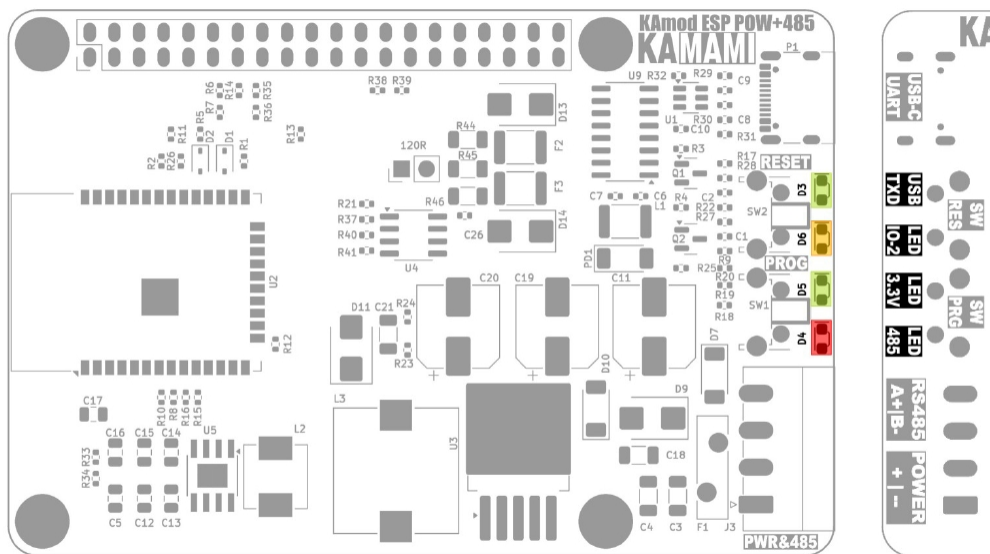 KAmod ESP POW+485
KAMAMI
P1
U9
R32
R29
C9
R38
R39
R6
R14
R35
R7
R36
D13
U1
R30
C10
C8
R31
R5
R11
D2
D1
R13
R44
F2
R3
R2
R26
R1
120R
R45
F3
Q1
R17
R28
RESET
D3
R46
C7
C6
R4
C2
R22
R27
SW2
R21
R37
R40
R41
U4
C26
D14
L1
Q2
C1
D6
PD1
R9
R25
R20
PROG
R19
R18
SW1
D5
D4
U2
C20
C19
C11
D11
C21
R24
R23
R12
D10
D7
C17
R10
R8
R16
R15
L3
U3
D9
C16
C15
C14
U5
L2
R33
R34
C18
C5
C12
C13
C4
C3
F1
J3
PWR&485
KA
USB-C
UART
USB
TXD
SW
RES
LED
IO-2
LED
3.3V
SW
PRG
LED
485
RS485
A+|B-
POWER
+ | --